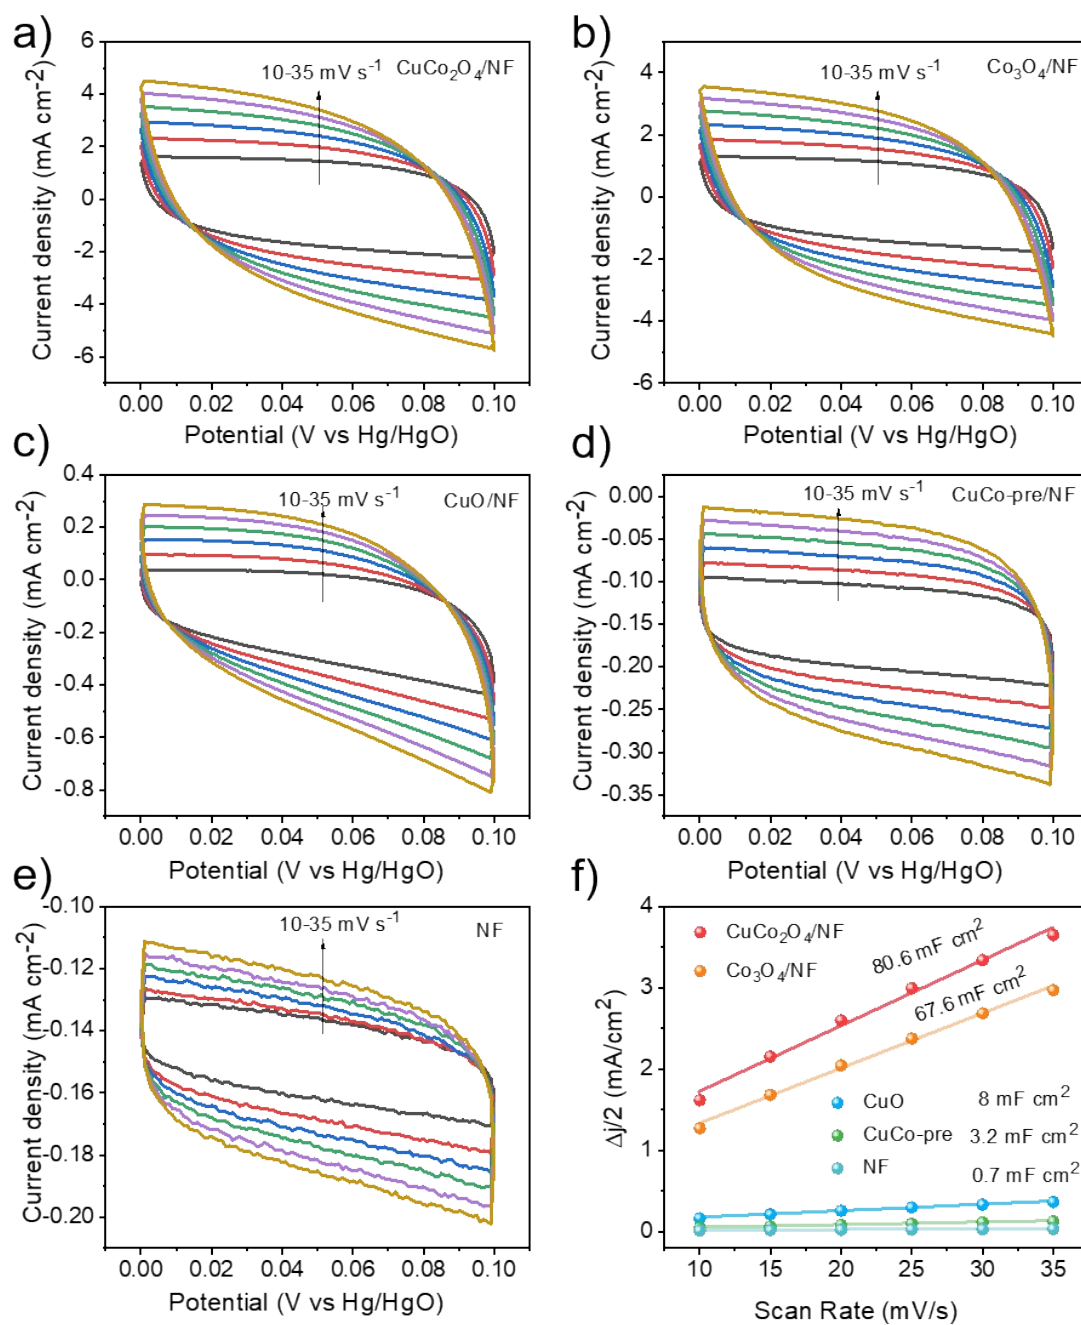 a)
6
4
2
0
-2
-4
-6
Current density (mA cm-2)
10-35 mV s⁻¹
CuCo₂O₄/NF
0.00 0.02 0.04 0.06 0.08 0.10
Potential (V vs Hg/HgO)
b)
6
4
2
0
-2
-4
-6
Current density (mA cm-2)
10-35 mV s⁻¹
Co₃O₄/NF
0.00 0.02 0.04 0.06 0.08 0.10
Potential (V vs Hg/HgO)
c)
0.4
0.2
0.0
-0.2
-0.4
-0.6
-0.8
Current density (mA cm-2)
10-35 mV s⁻¹
CuO/NF
0.00 0.02 0.04 0.06 0.08 0.10
Potential (V vs Hg/HgO)
d)
0.00
-0.05
-0.10
-0.15
-0.20
-0.25
-0.30
-0.35
Current density (mA cm-2)
10-35 mV s⁻¹
CuCo-pre/NF
0.00 0.02 0.04 0.06 0.08 0.10
Potential (V vs Hg/HgO)
e)
-0.10
-0.12
-0.14
-0.16
-0.18
-0.20
Current density (mA cm-2)
10-35 mV s⁻¹
NF
0.00 0.02 0.04 0.06 0.08 0.10
Potential (V vs Hg/HgO)
f)
4
3
2
1
0
Δj/2 (mA/cm²)
CuCo₂O₄/NF
Co₃O₄/NF
80.6 mF cm²
67.6 mF cm²
CuO 8 mF cm²
CuCo-pre 3.2 mF cm²
NF 0.7 mF cm²
10 15 20 25 30 35
Scan Rate (mV/s)